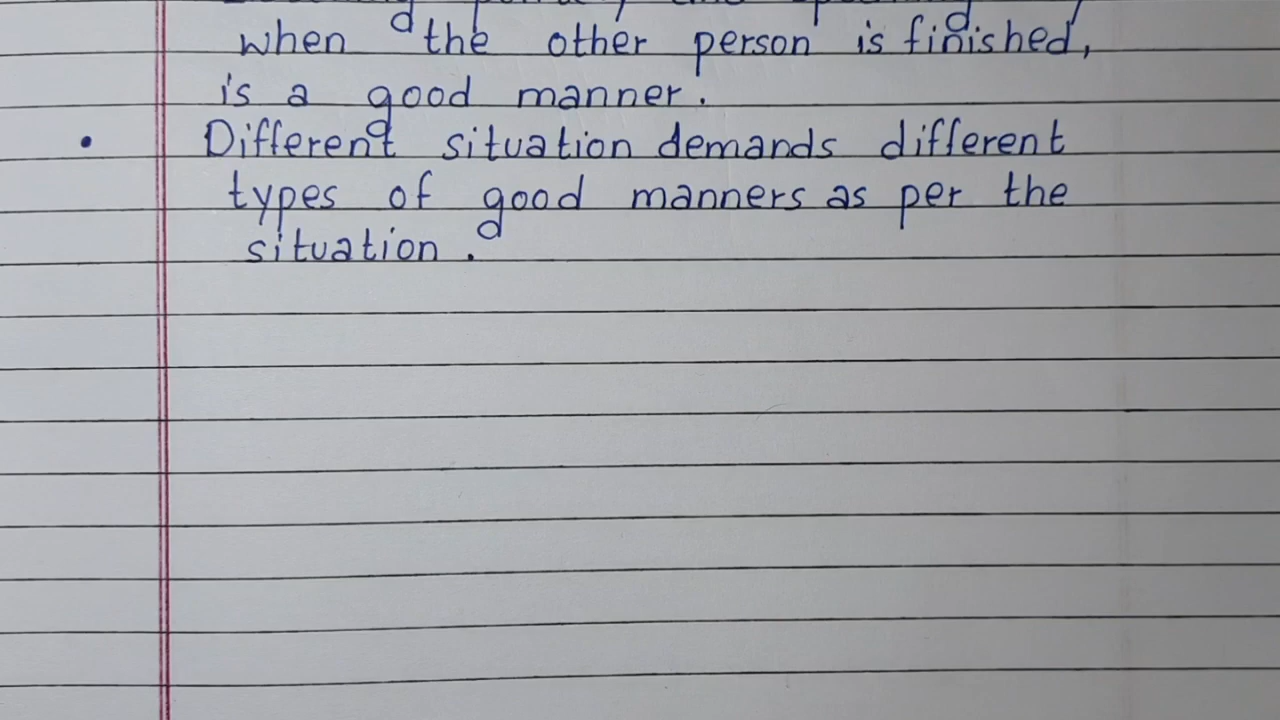 when the other person is finished,
is a good manner.
• Different situation demands different
types of good manners as per the
situation.